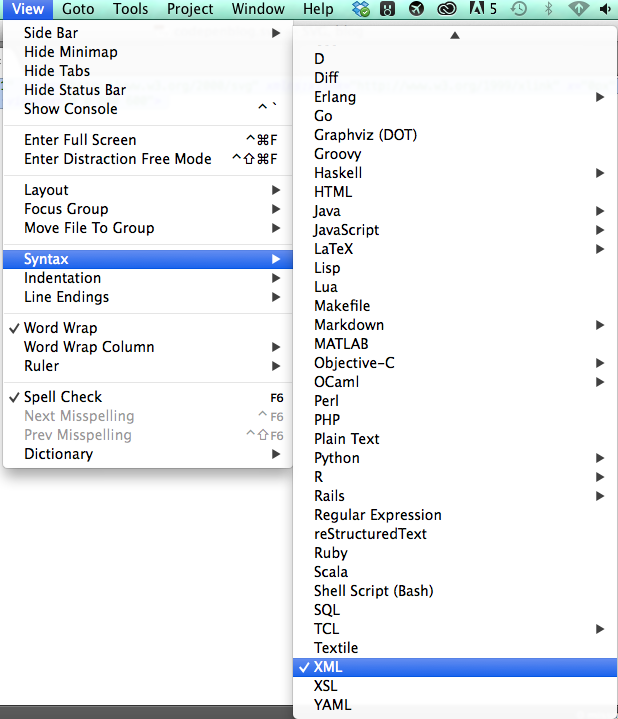 View Goto Tools Project Window Help 5
Side Bar
Hide Minimap
Hide Tabs
Hide Status Bar
Show Console ^ `
Enter Full Screen ^⌘F
Enter Distraction Free Mode ^⇧⌘F
Layout
Focus Group
Move File To Group
Syntax
Indentation
Line Endings
✓ Word Wrap
Word Wrap Column
Ruler
✓ Spell Check F6
Next Misspelling ^F6
Prev Misspelling ^⇧F6
Dictionary
D
Diff
Erlang
Go
Graphviz (DOT)
Groovy
Haskell
HTML
Java
JavaScript
LaTeX
Lisp
Lua
Makefile
Markdown
MATLAB
Objective-C
OCaml
Perl
PHP
Plain Text
Python
R
Rails
Regular Expression
reStructuredText
Ruby
Scala
Shell Script (Bash)
SQL
TCL
Textile
✓ XML
XSL
YAML